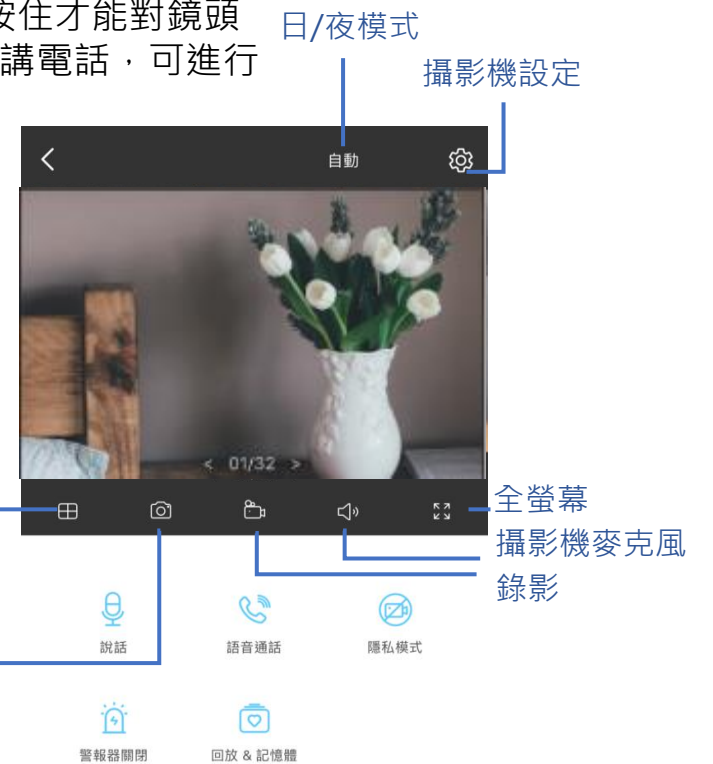 按住才能對鏡頭
講電話，可進行
日/夜模式
攝影機設定
自動
< 01/32 >
全螢幕
攝影機麥克風
錄影
說話
語音通話
隱私模式
警報器關閉
回放 & 記憶體